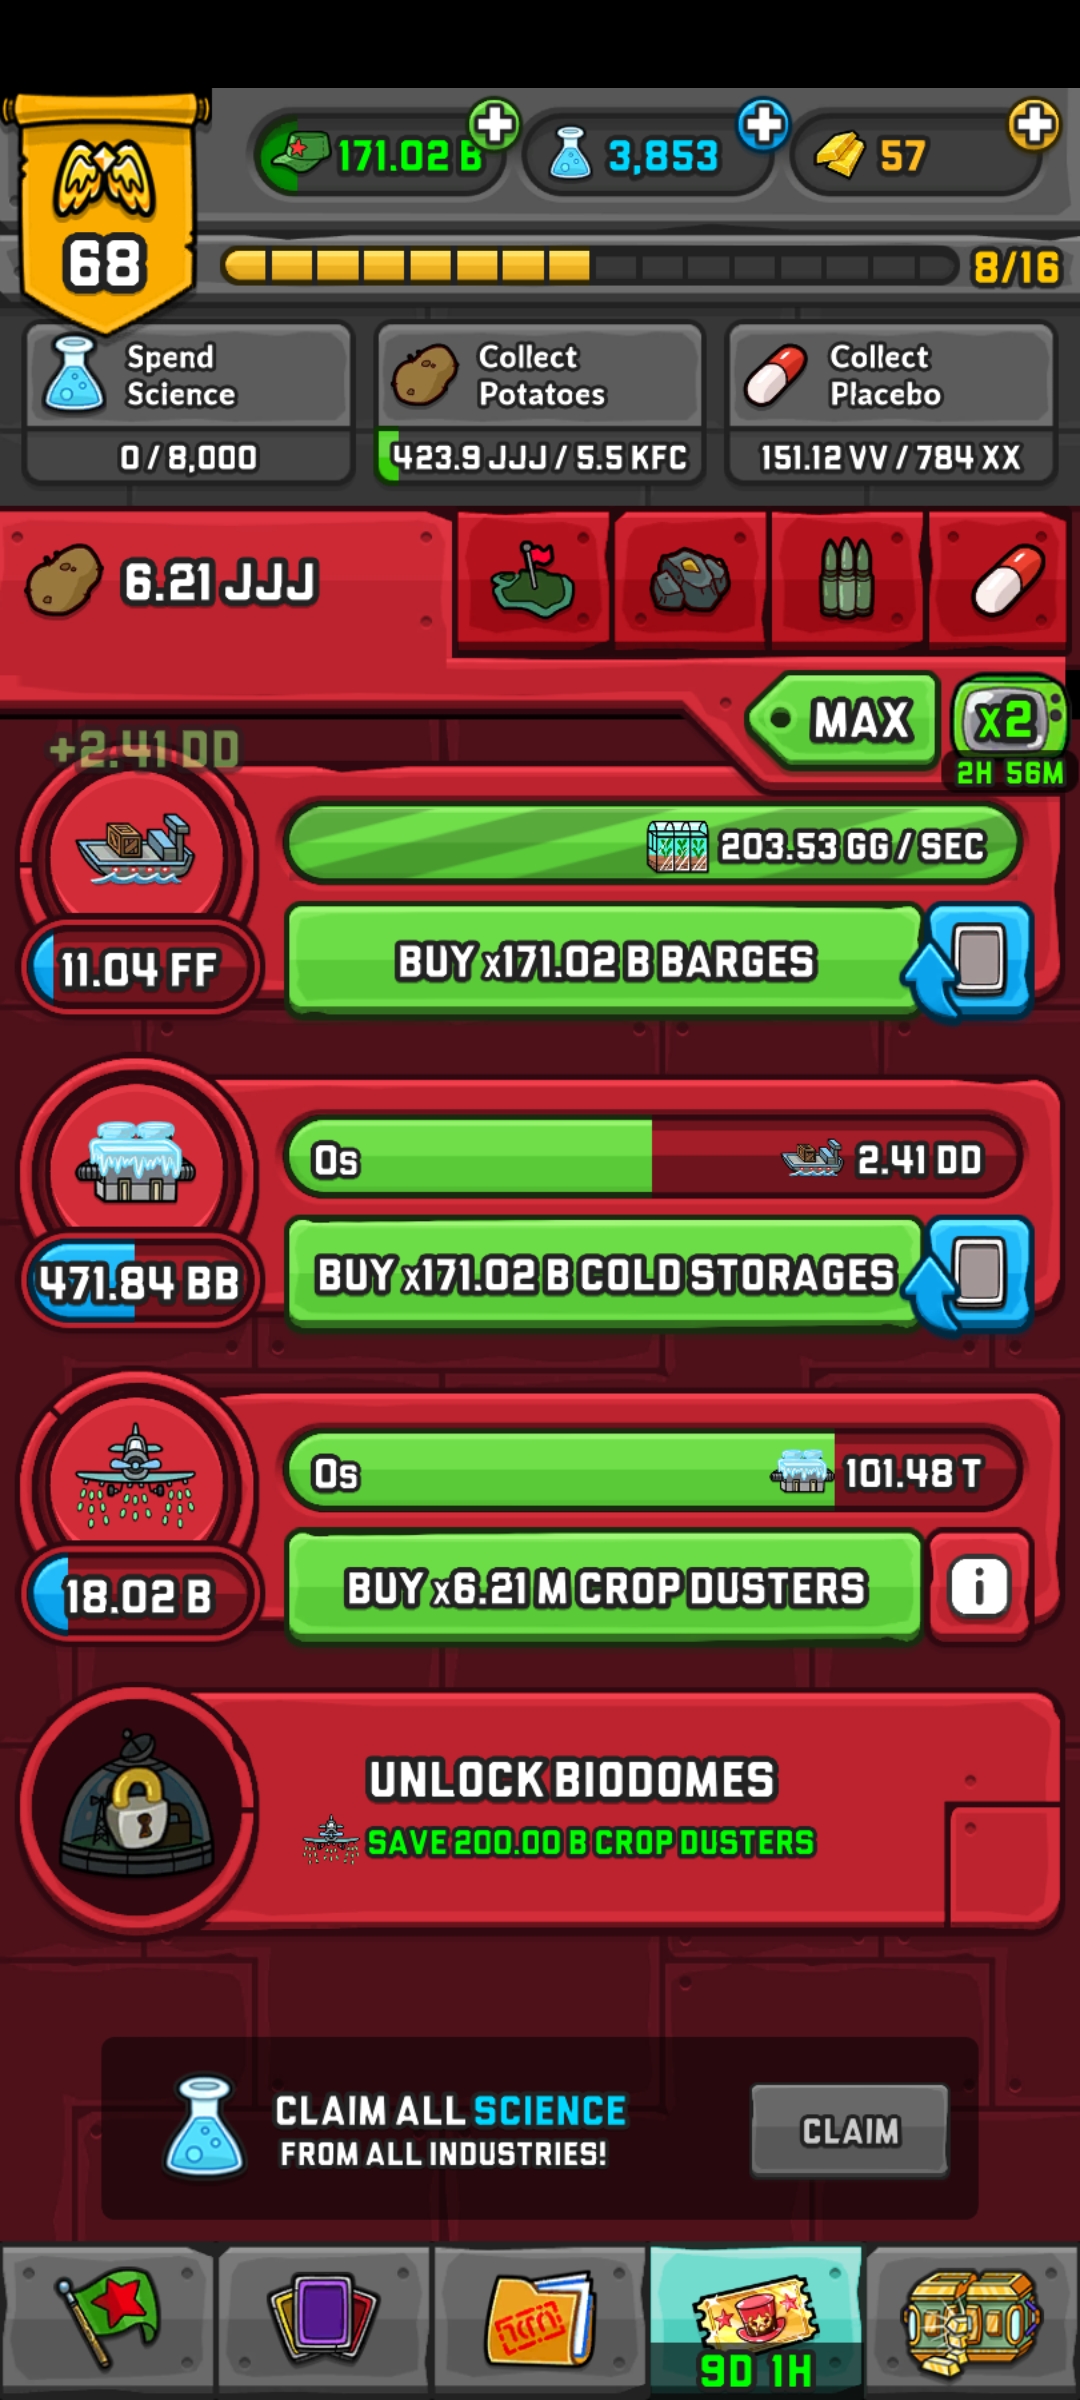 171.02 B
3,853
57
68
8/16
Spend
Science
0 / 8,000
Collect
Potatoes
423.9 JJJ / 5.5 KFC
Collect
Placebo
151.12 VV / 784 XX
6.21 JJJ
MAX
x2
2H 56M
+2.41 DD
203.53 GG / SEC
11.04 FF
BUY x171.02 B BARGES
0s
2.41 DD
471.84 BB
BUY x171.02 B COLD STORAGES
0s
101.48 T
18.02 B
BUY x6.21 M CROP DUSTERS
i
UNLOCK BIODOMES
SAVE 200.00 B CROP DUSTERS
CLAIM ALL SCIENCE
FROM ALL INDUSTRIES!
CLAIM
9D 1H